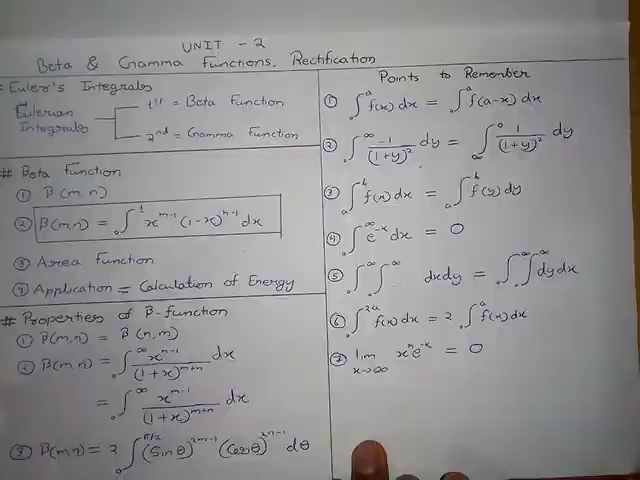 UNIT - 2
Beta & Gamma Functions, Rectification
# Euler's Integrals
Eulerian Integrals
1st = Beta Function
2nd = Gamma Function
# Beta Function
① β(m,n)
② β(m,n) = ∫₀¹ x^(m-1) (1-x)^(n-1) dx
③ Area Function
④ Application = Calculation of Energy
# Properties of β-function
① β(m,n) = β(n,m)
② β(m,n) = ∫₀^∞ x^(n-1)/(1+x)^(m+n) dx
= ∫₀^∞ x^(m-1)/(1+x)^(m+n) dx
③ β(m,n) = 2 ∫₀^(π/2) (Sinθ)^(2m-1) (Cosθ)^(2n-1) dθ
Points to Remember
① ∫₀^a f(x) dx = ∫₀^a f(a-x) dx
② ∫₀^∞ -1/(1+y)² dy = ∫_∞^0 1/(1+y)² dy
③ ∫_a^b f(x) dx = ∫_a^b f(y) dy
④ ∫₀^∞ e^(-x) dx = 0
⑤ ∫₀^∞ ∫₀^∞ dx dy = ∫₀^∞ ∫₀^∞ dy dx
⑥ ∫₀^(2a) f(x) dx = 2 ∫₀^a f(x) dx
⑦ lim x→∞ x^n e^(-x) = 0